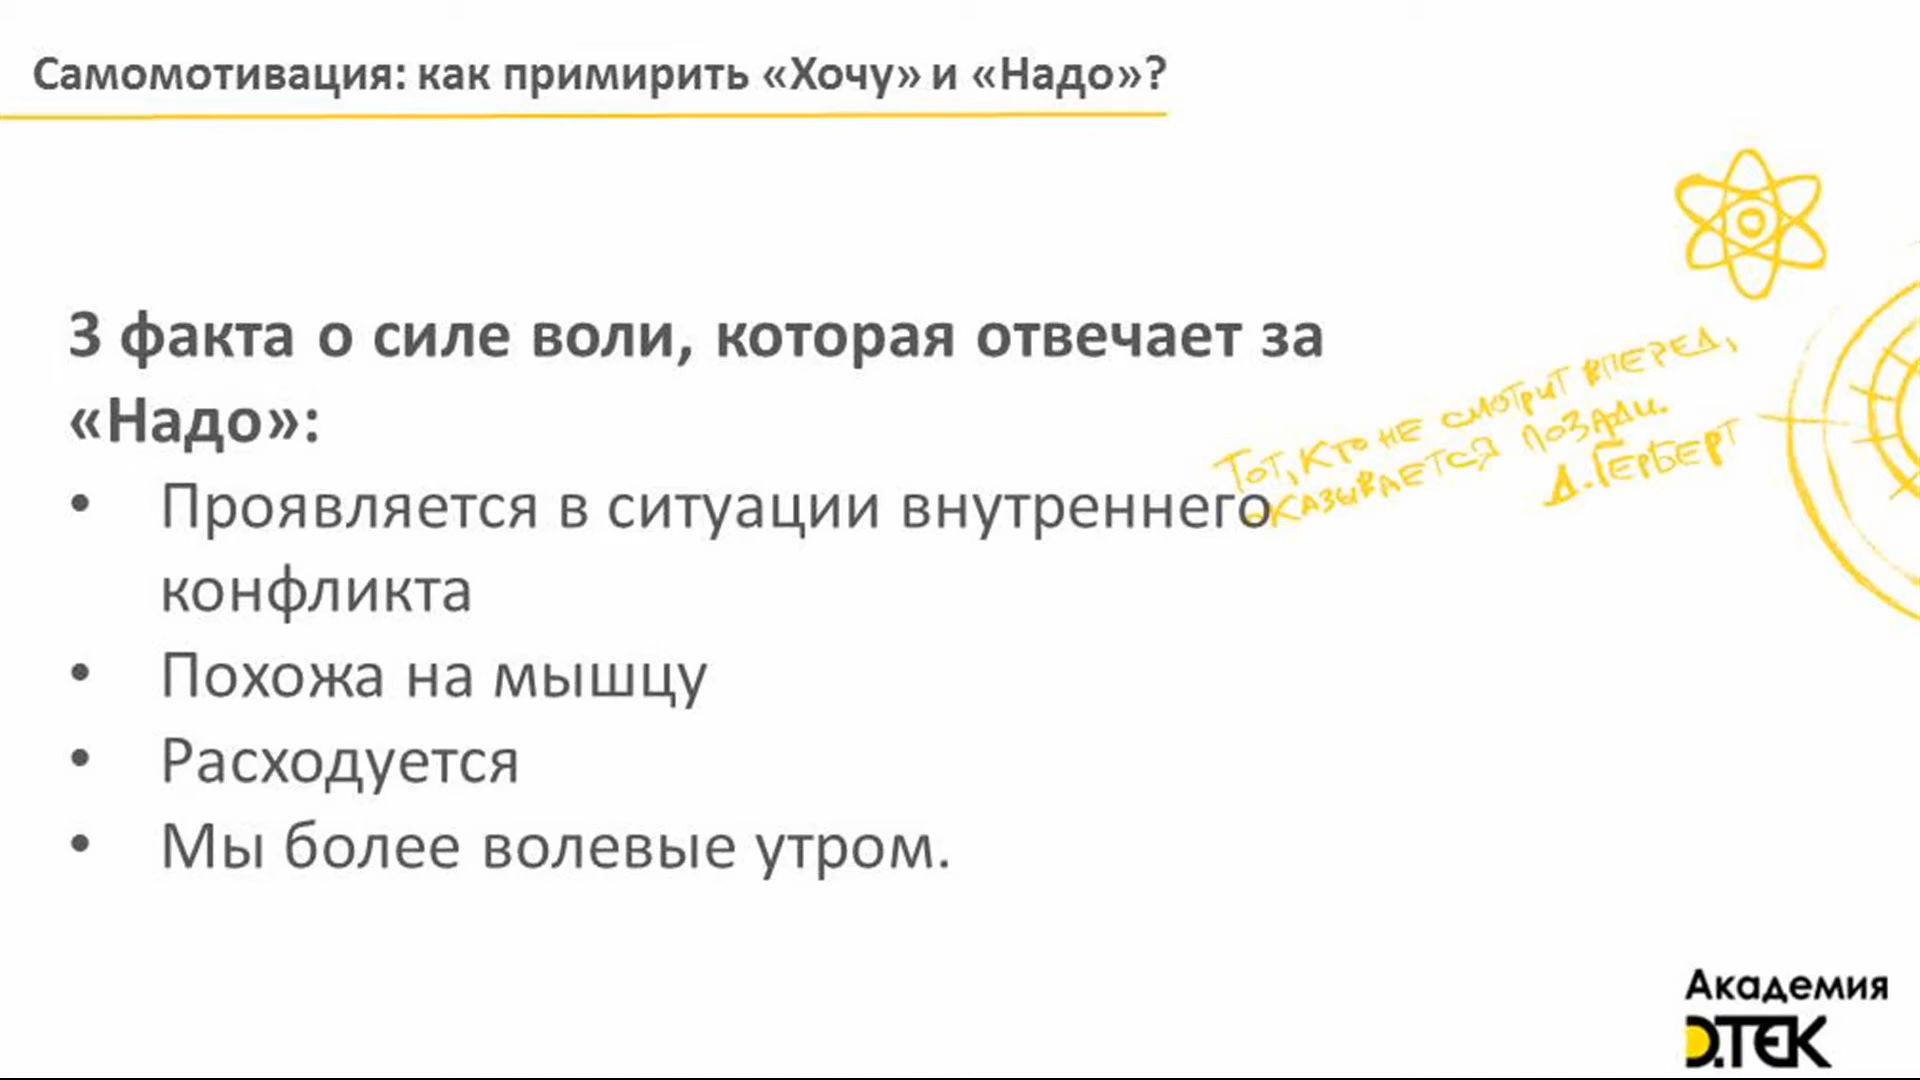 Самомотивация: как примирить «Хочу» и «Надо»?
Тот, кто не смотрит вперед,
оказывается позади.
Д. Герберт
3 факта о силе воли, которая отвечает за
«Надо»:
• Проявляется в ситуации внутреннего
конфликта
• Похожа на мышцу
• Расходуется
• Мы более волевые утром.
Академия
ДТЕК